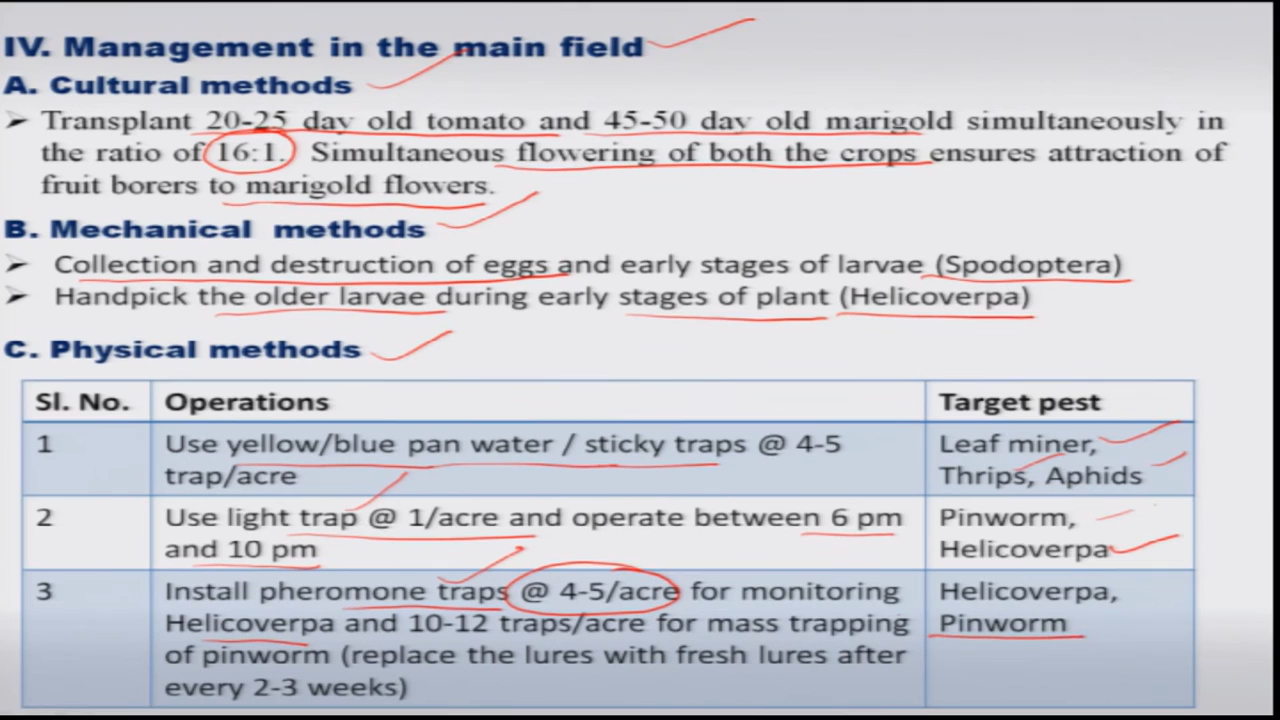 IV. Management in the main field
A. Cultural methods
➤ Transplant 20-25 day old tomato and 45-50 day old marigold simultaneously in
the ratio of 16:1. Simultaneous flowering of both the crops ensures attraction of
fruit borers to marigold flowers.
B. Mechanical methods
➤ Collection and destruction of eggs and early stages of larvae (Spodoptera)
➤ Handpick the older larvae during early stages of plant (Helicoverpa)
C. Physical methods
Sl. No. Operations Target pest
1 Use yellow/blue pan water / sticky traps @ 4-5 Leaf miner,
trap/acre Thrips, Aphids
2 Use light trap @ 1/acre and operate between 6 pm Pinworm,
and 10 pm Helicoverpa
3 Install pheromone traps @ 4-5/acre for monitoring Helicoverpa,
Helicoverpa and 10-12 traps/acre for mass trapping Pinworm
of pinworm (replace the lures with fresh lures after
every 2-3 weeks)